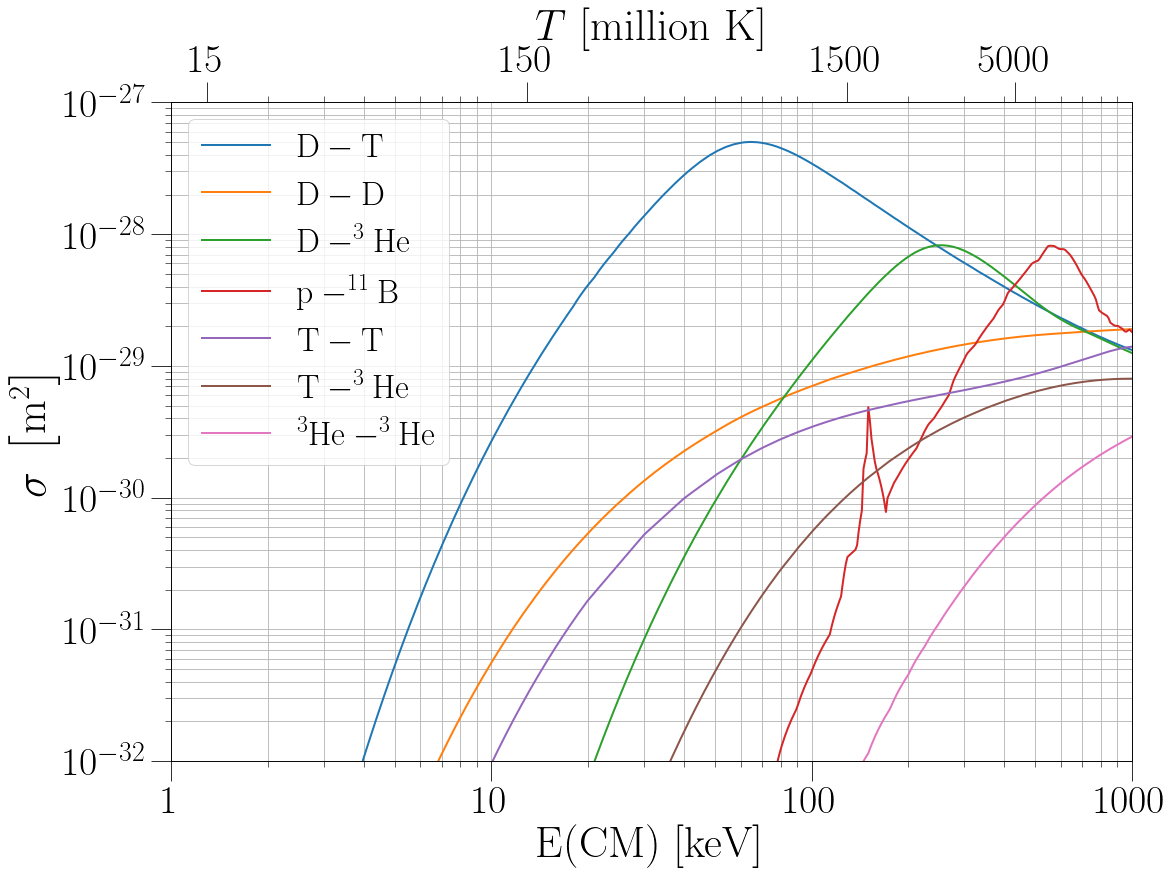 T [million K]
15 150 1500 5000
10⁻²⁷
10⁻²⁸
10⁻²⁹
10⁻³⁰
10⁻³¹
10⁻³²
σ [m²]
D − T
D − D
D −³ He
p −¹¹ B
T − T
T −³ He
³He −³ He
1 10 100 1000
E(CM) [keV]